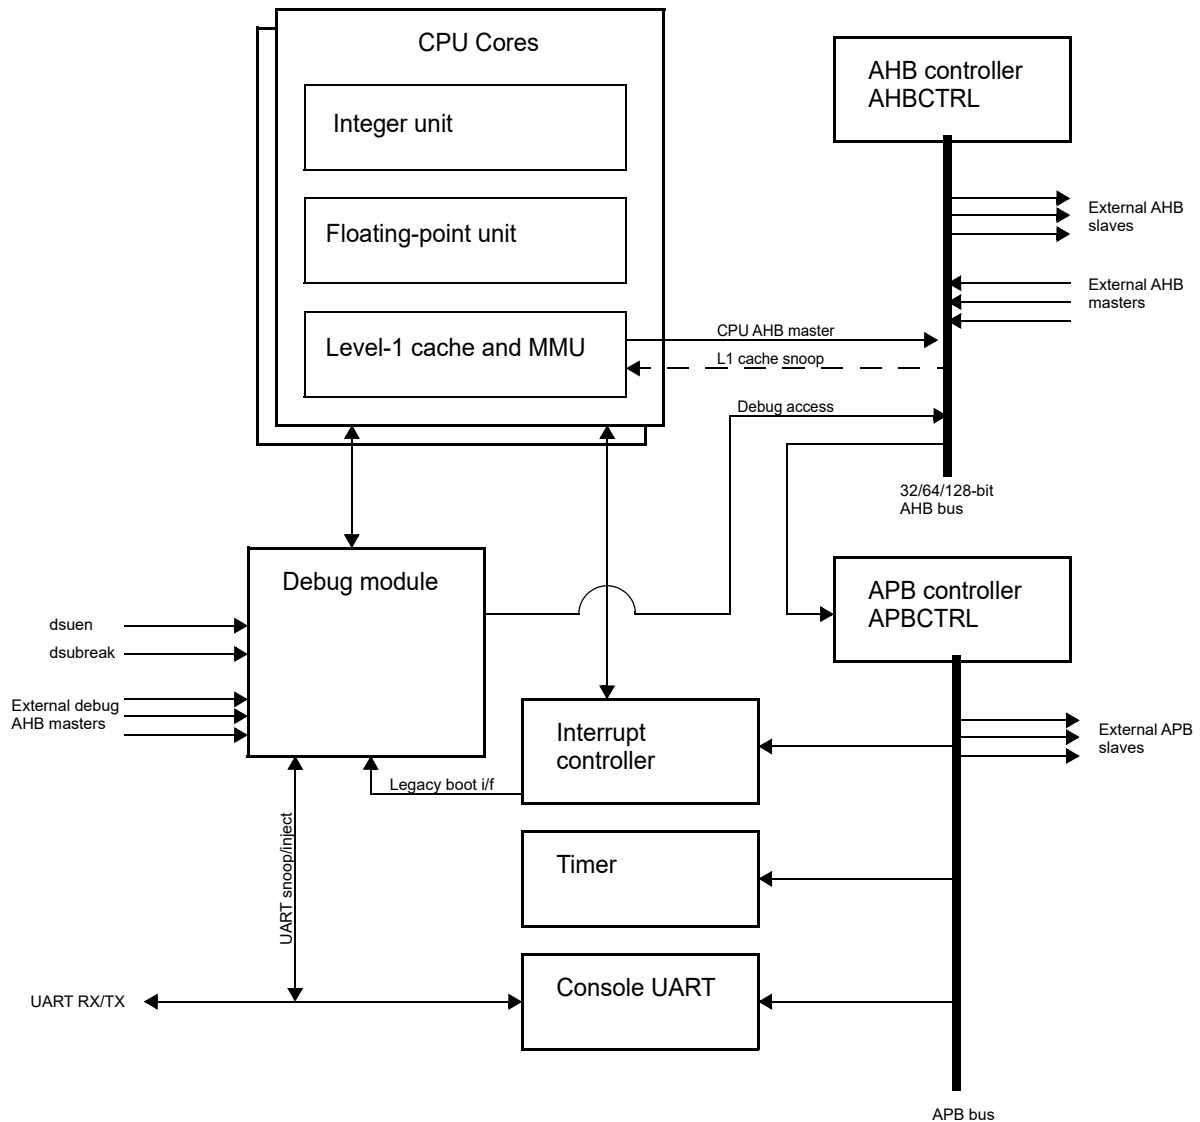 CPU Cores
Integer unit
Floating-point unit
Level-1 cache and MMU
AHB controller
AHBCTRL
External AHB
slaves
External AHB
masters
CPU AHB master
L1 cache snoop
Debug access
32/64/128-bit
AHB bus
Debug module
dsuen
dsubreak
External debug
AHB masters
APB controller
APBCTRL
External APB
slaves
Interrupt
controller
Legacy boot i/f
UART snoop/inject
Timer
Console UART
UART RX/TX
APB bus